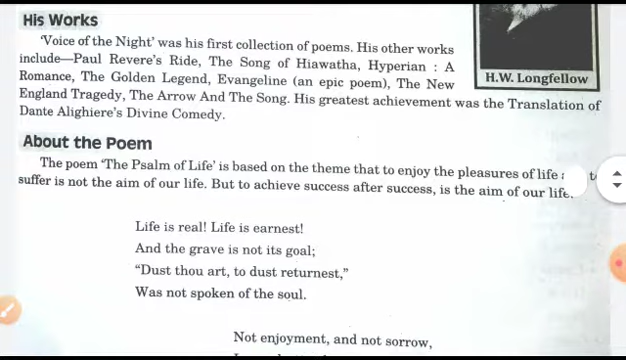 His Works
'Voice of the Night' was his first collection of poems. His other works
include—Paul Revere's Ride, The Song of Hiawatha, Hyperian : A
Romance, The Golden Legend, Evangeline (an epic poem), The New
England Tragedy, The Arrow And The Song. His greatest achievement was the Translation of
Dante Alighiere's Divine Comedy.
H.W. Longfellow
About the Poem
The poem 'The Psalm of Life' is based on the theme that to enjoy the pleasures of life
suffer is not the aim of our life. But to achieve success after success, is the aim of our life.
Life is real! Life is earnest!
And the grave is not its goal;
"Dust thou art, to dust returnest,"
Was not spoken of the soul.
Not enjoyment, and not sorrow,